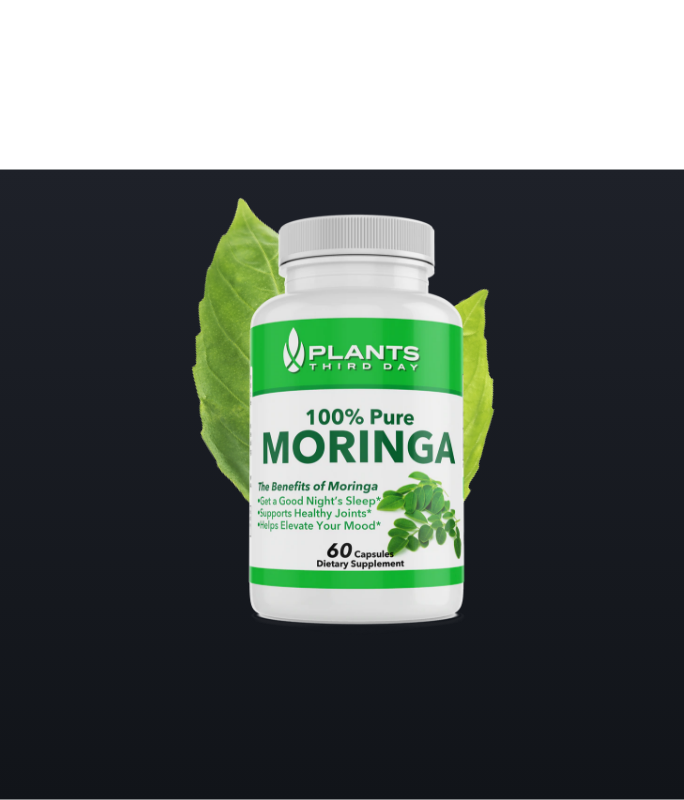 PLANTS
THIRD DAY
100% Pure
MORINGA
The Benefits of Moringa
•Get a Good Night's Sleep*
•Supports Healthy Joints*
•Helps Elevate Your Mood*
60 Capsules
Dietary Supplement